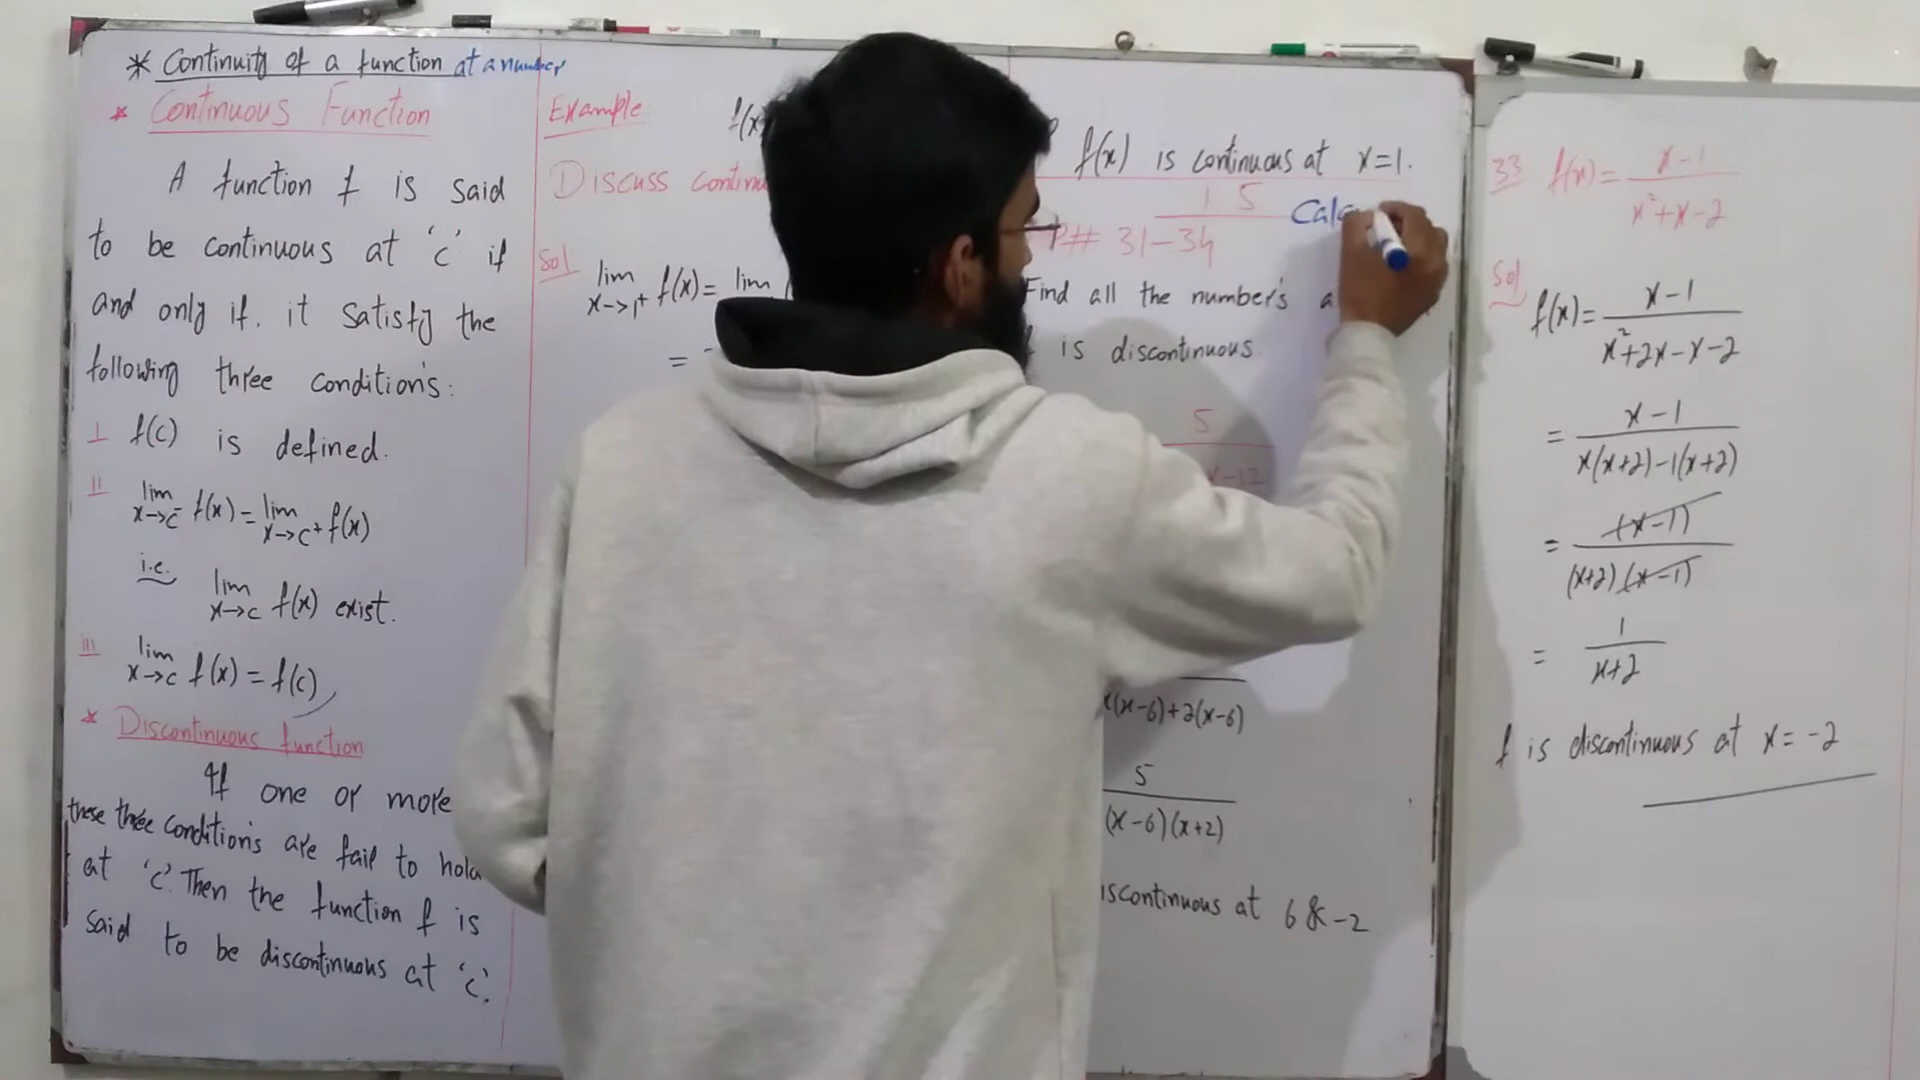 * Continuity of a function at a number
* Continuous Function
A function f is said
to be continuous at 'c' if
and only if. it satisfy the
following three condition's:
I f(c) is defined.
II lim x→c⁻ f(x) = lim x→c⁺ f(x)
i.e. lim x→c f(x) exist.
III lim x→c f(x) = f(c)
* Discontinuous function
If one or more
these three condition's are fail to hold
at 'c'. Then the function f is
said to be discontinuous at 'c'.
Example f(x)
Discuss
Sol lim x→1⁺ f(x) = lim
=
f(x) is continuous at x=1.
1 5
P# 31-34
Find all the number's a
is discontinuous.
5
x-12
x(x-6)+2(x-6)
5
(x-6)(x+2)
iscontinuous at 6 & -2
33 f(x) = x-1 / x²+x-2
Sol
f(x) = x-1 / x²+2x-x-2
= x-1 / x(x+2)-1(x+2)
= (x-1) / (x+2)(x-1)
= 1 / x+2
f is discontinuous at x = -2